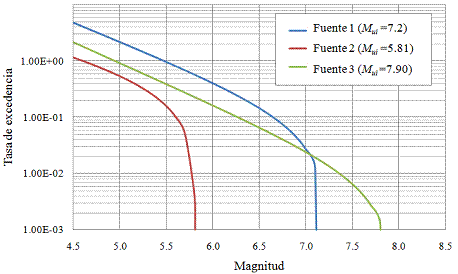 Fuente 1 (Mui =7.2)
Fuente 2 (Mui =5.81)
Fuente 3 (Mui =7.90)
Tasa de excedencia
1.00E+00
1.00E-01
1.00E-02
1.00E-03
4.5 5.0 5.5 6.0 6.5 7.0 7.5 8.0 8.5
Magnitud